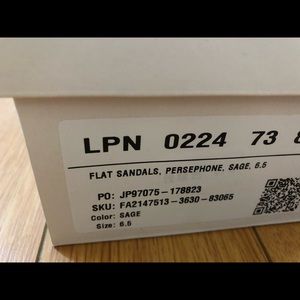 LPN 0224 73
FLAT SANDALS, PERSEPHONE, SAGE, 6.5
PO: JP97075-178823
SKU: FA2147513-3630-83065
Color: SAGE
Size: 6.5